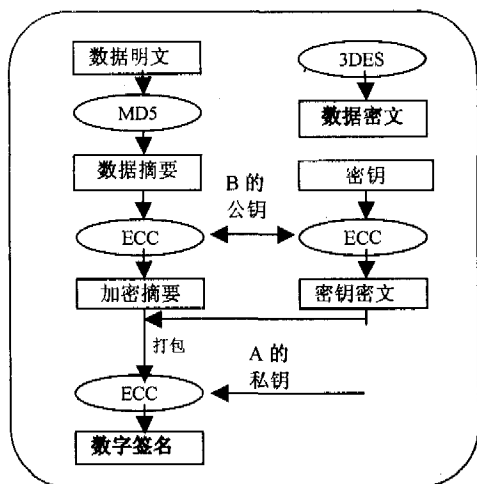 数据明文
MD5
数据摘要
ECC
加密摘要
打包
ECC
数字签名
3DES
数据密文
密钥
B 的
公钥
ECC
密钥密文
A 的
私钥